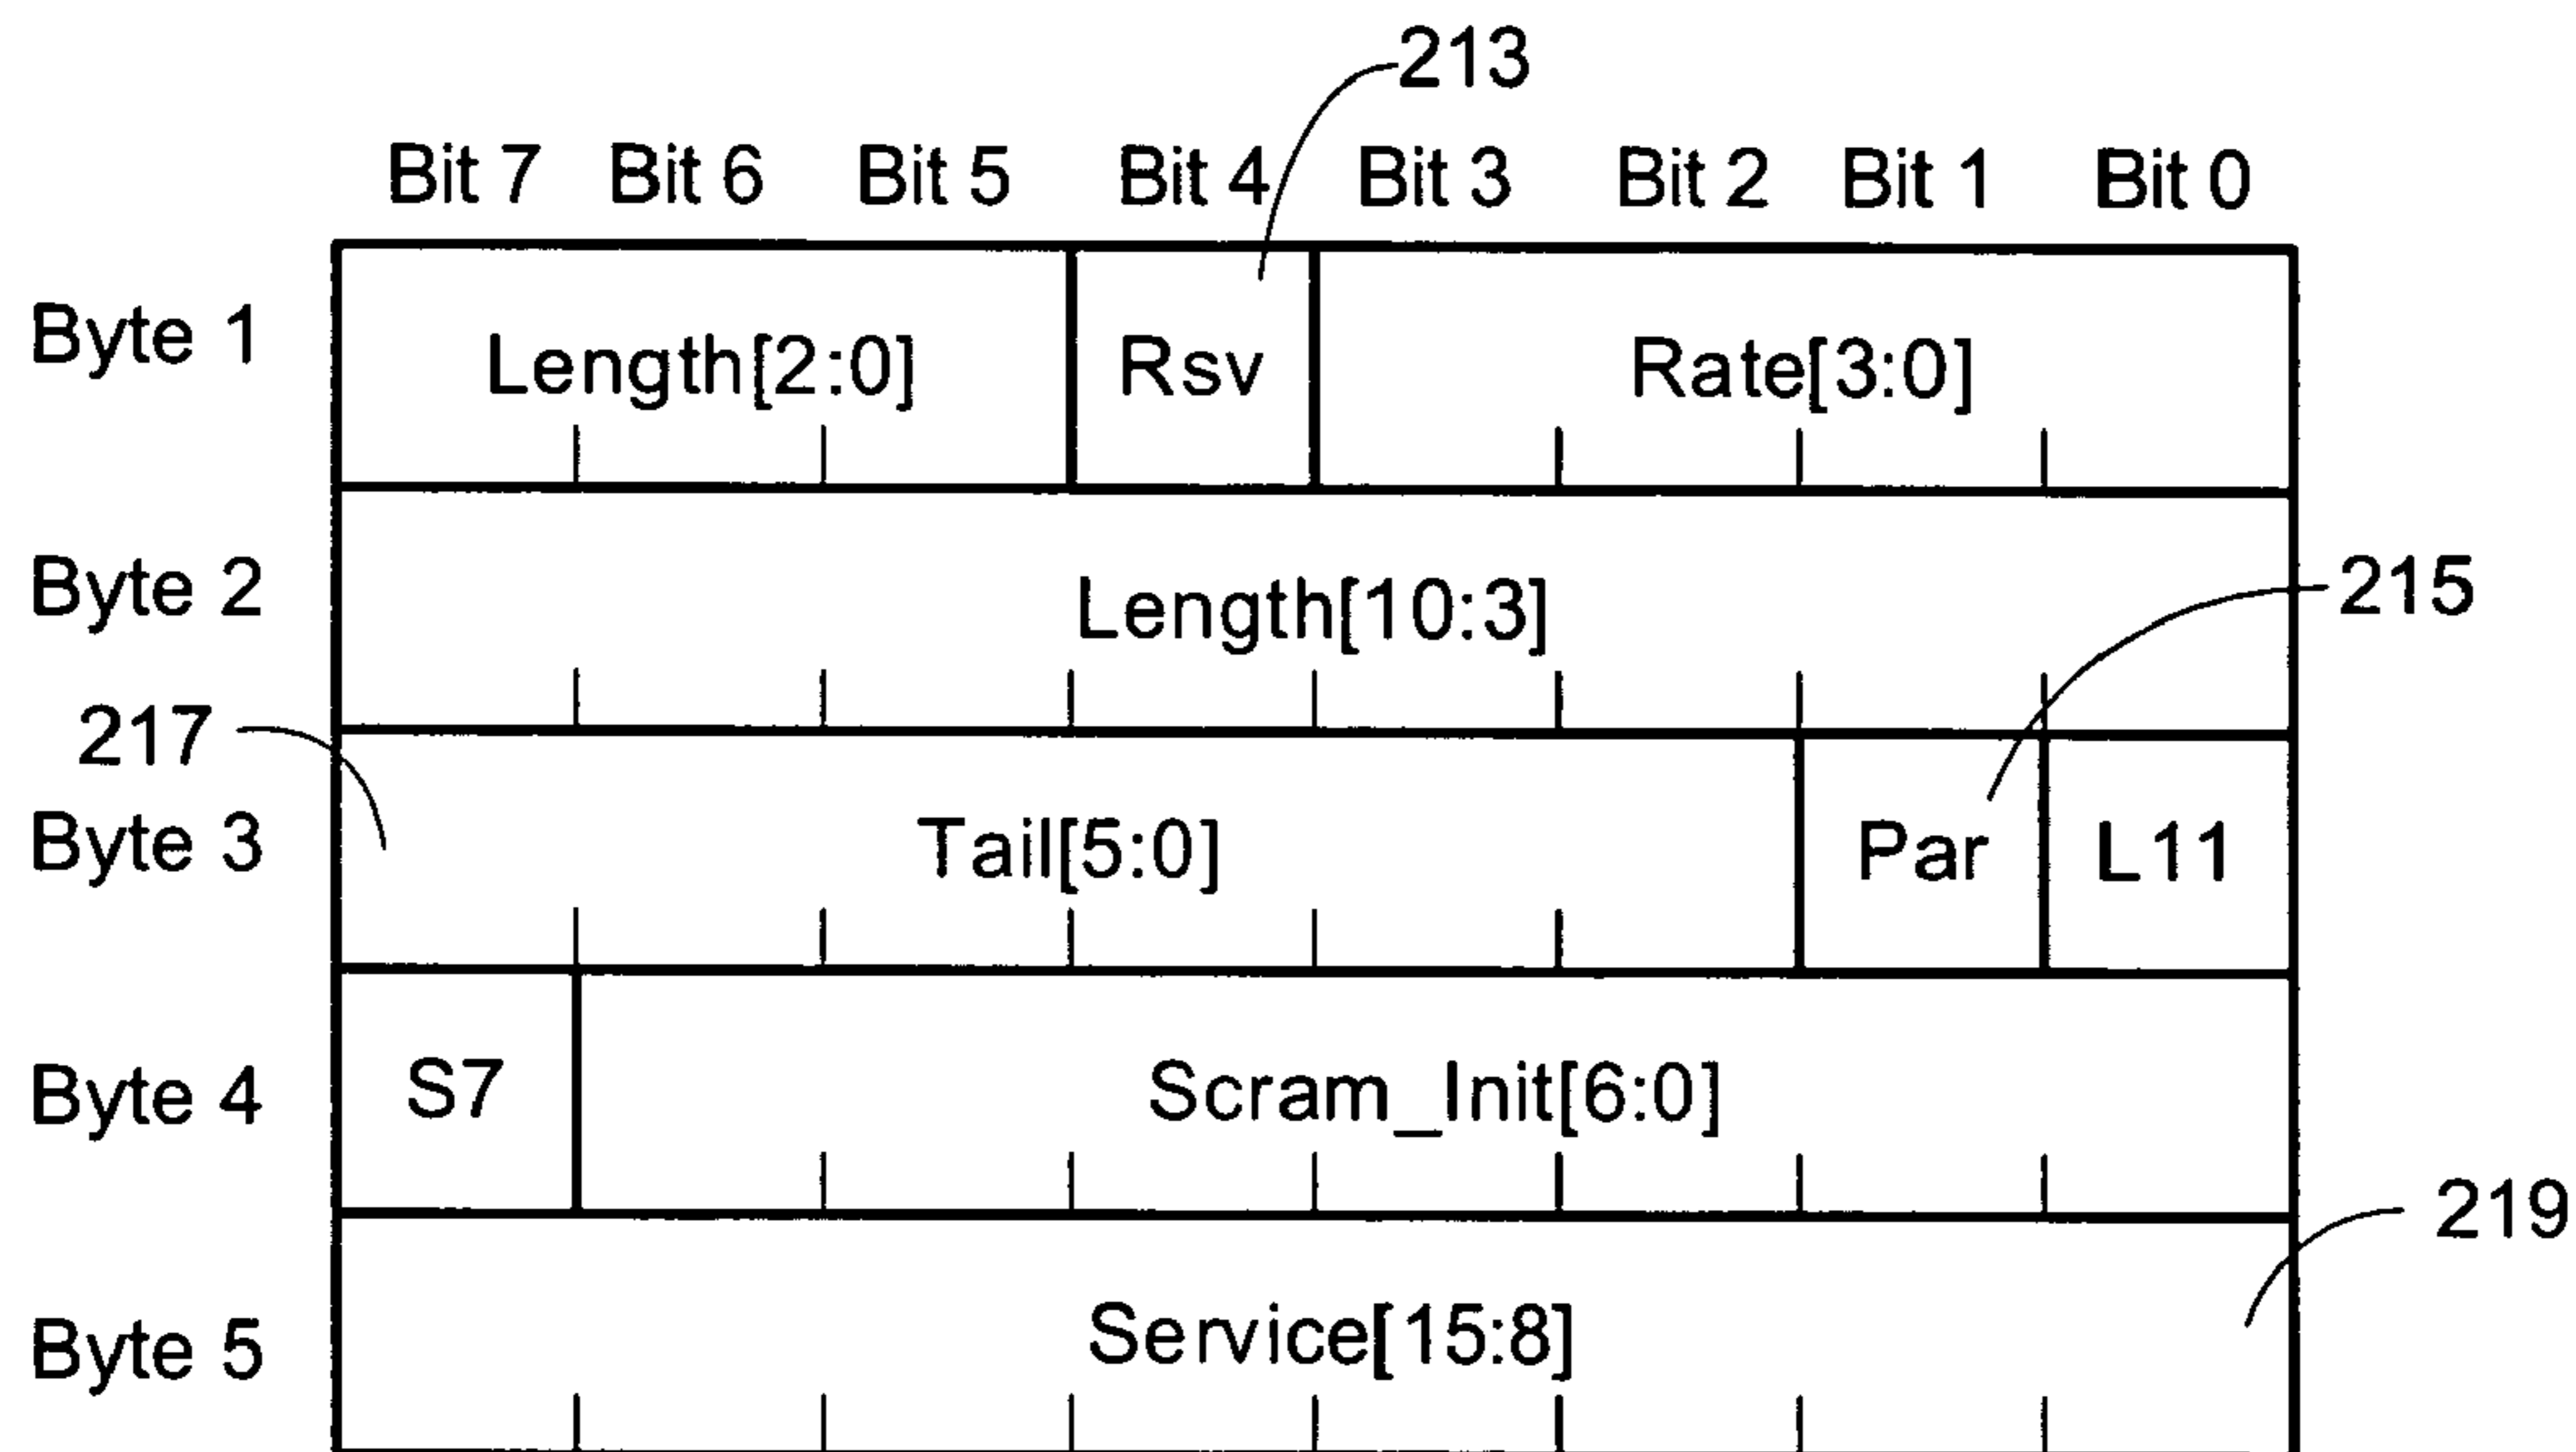 213
Bit 7 Bit 6 Bit 5 Bit 4 Bit 3 Bit 2 Bit 1 Bit 0
Byte 1 Length[2:0] Rsv Rate[3:0]
Byte 2 Length[10:3] 215
217
Byte 3 Tail[5:0] Par L11
Byte 4 S7 Scram_Init[6:0]
219
Byte 5 Service[15:8]